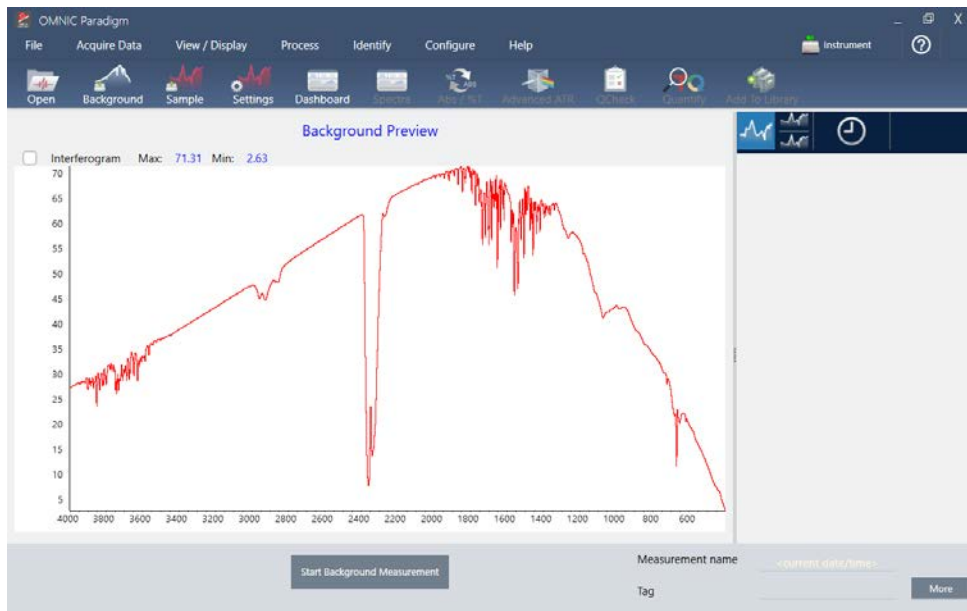 OMNIC Paradigm
File Acquire Data View / Display Process Identify Configure Help Instrument
Open Background Sample Settings Dashboard Spectra Abs / %T Advanced ATR QCheck Quantify Add To Library
Background Preview
Interferogram Max: 71.31 Min: 2.63
70
65
60
55
50
45
40
35
30
25
20
15
10
5
4000 3800 3600 3400 3200 3000 2800 2600 2400 2200 2000 1800 1600 1400 1200 1000 800 600
Start Background Measurement
Measurement name <current date/time>
Tag
More